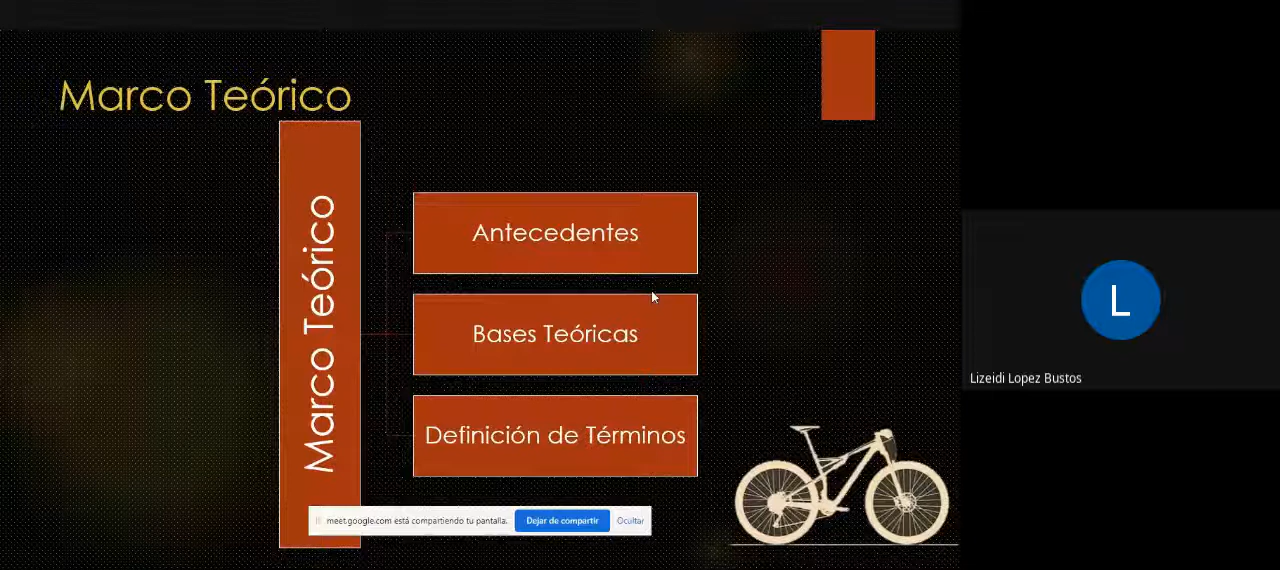 Marco Teórico
Marco Teórico
Antecedentes
Bases Teóricas
Definición de Términos
meet.google.com está compartiendo tu pantalla.
Dejar de compartir
Ocultar
L
Lizeidi Lopez Bustos